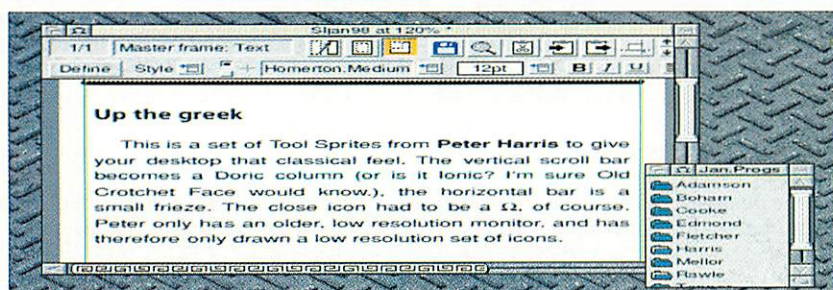 Sljan98 at 120% *
1/1 Master frame: Text
Define Style Homerton.Medium 12pt B I U
Up the greek
This is a set of Tool Sprites from Peter Harris to give
your desktop that classical feel. The vertical scroll bar
becomes a Doric column (or is it Ionic? I'm sure Old
Crotchet Face would know.), the horizontal bar is a
small frieze. The close icon had to be a Ω, of course.
Peter only has an older, low resolution monitor, and has
therefore only drawn a low resolution set of icons.
Ω Jan.Progs
Adamson
Boham
Cooke
Edmond
Fletcher
Harris
Mellor
Rawle